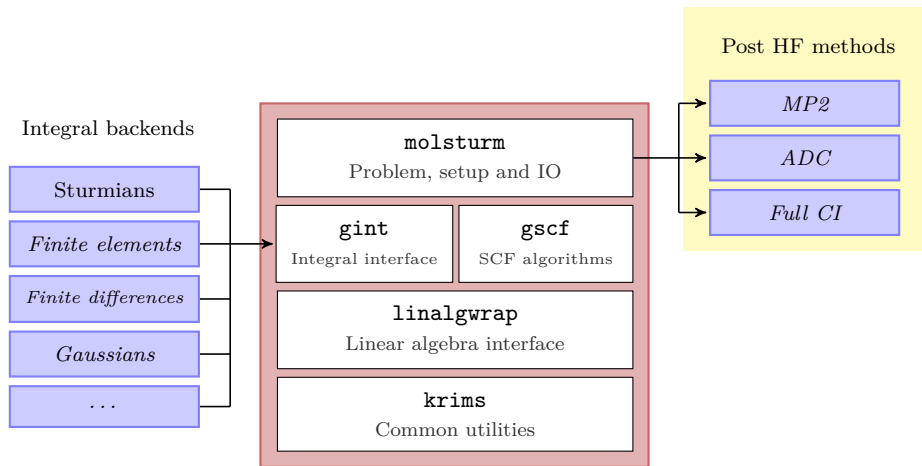 Integral backends
Sturmians
Finite elements
Finite differences
Gaussians
...
molsturm
Problem, setup and IO
gint
Integral interface
gscf
SCF algorithms
linalgwrap
Linear algebra interface
krims
Common utilities
Post HF methods
MP2
ADC
Full CI